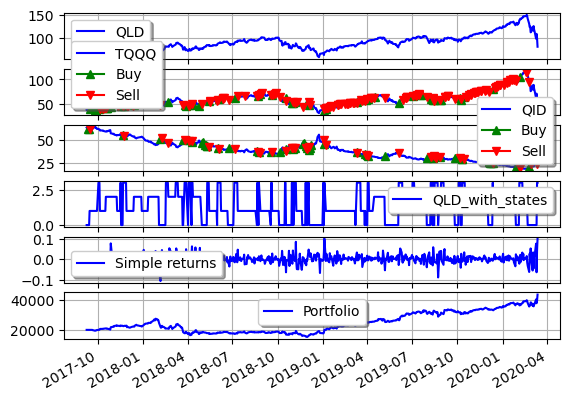 150
QLD
100
TQQQ
100
Buy
50
Sell
QID
Buy
50
Sell
25
2.5
QLD_with_states
0.0
0.1
0.0
Simple returns
−0.1
40000
Portfolio
20000
2017-10
2018-01
2018-04
2018-07
2018-10
2019-01
2019-04
2019-07
2019-10
2020-01
2020-04